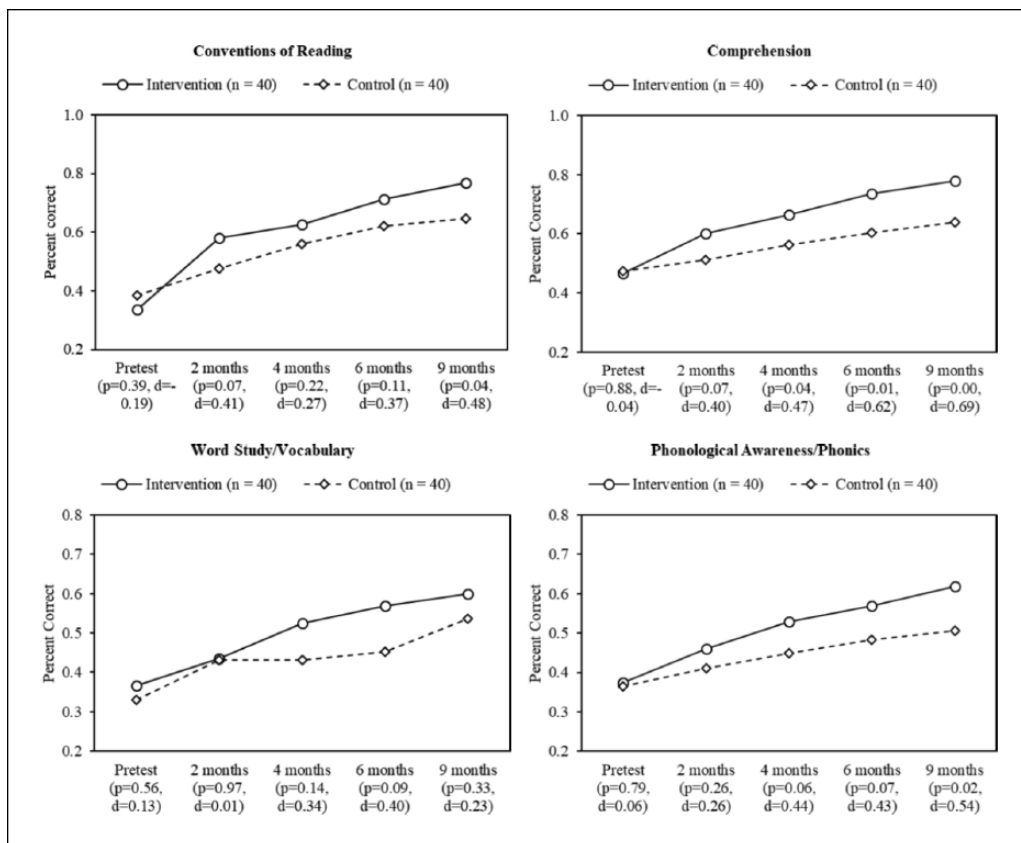 Conventions of Reading
Intervention (n = 40) Control (n = 40)
1.0
0.8
0.6
0.4
0.2
Percent correct
Pretest 2 months 4 months 6 months 9 months
(p=0.39, d=- (p=0.07, (p=0.22, (p=0.11, (p=0.04,
0.19) d=0.41) d=0.27) d=0.37) d=0.48)
Comprehension
Intervention (n = 40) Control (n = 40)
1.0
0.8
0.6
0.4
0.2
Percent Correct
Pretest 2 months 4 months 6 months 9 months
(p=0.88, d=- (p=0.07, (p=0.04, (p=0.01, (p=0.00,
0.04) d=0.40) d=0.47) d=0.62) d=0.69)
Word Study/Vocabulary
Intervention (n = 40) Control (n = 40)
0.8
0.7
0.6
0.5
0.4
0.3
0.2
Percent Correct
Pretest 2 months 4 months 6 months 9 months
(p=0.56, (p=0.97, (p=0.14, (p=0.09, (p=0.33,
d=0.13) d=0.01) d=0.34) d=0.40) d=0.23)
Phonological Awareness/Phonics
Intervention (n = 40) Control (n = 40)
0.8
0.7
0.6
0.5
0.4
0.3
0.2
Percent Correct
Pretest 2 months 4 months 6 months 9 months
(p=0.79, (p=0.26, (p=0.06, (p=0.07, (p=0.02,
d=0.06) d=0.26) d=0.44) d=0.43) d=0.54)